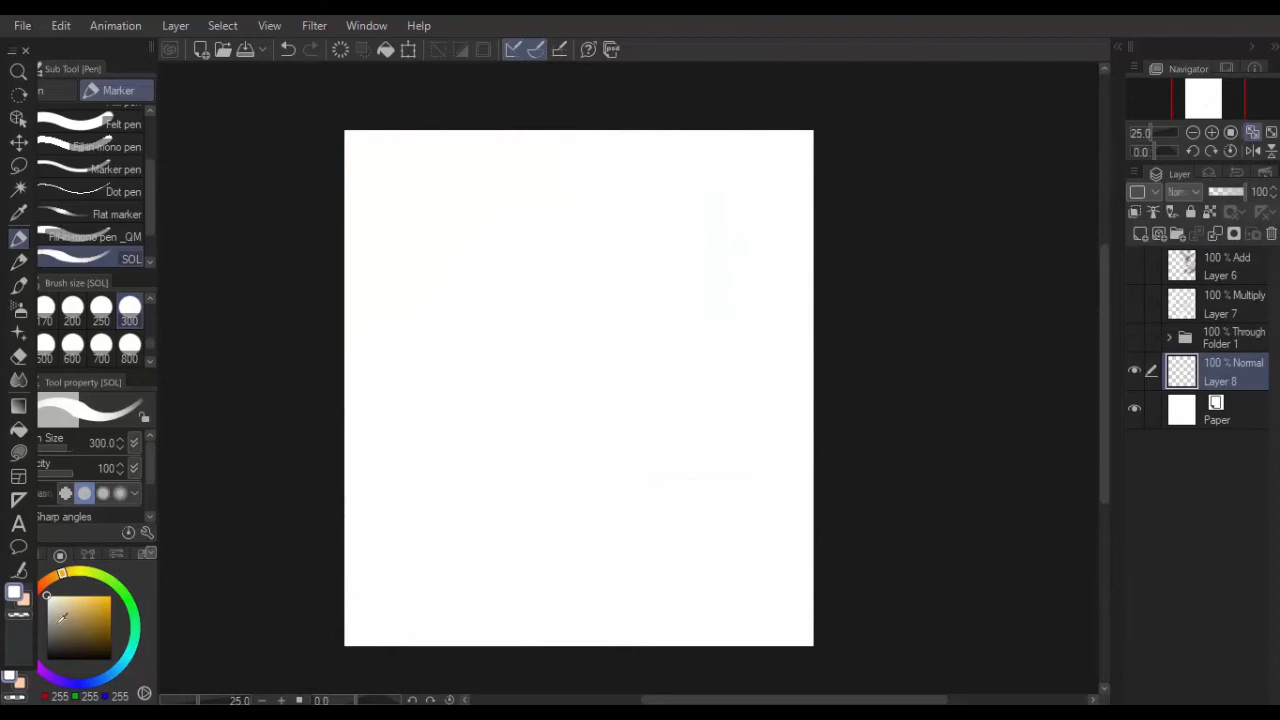 File Edit Animation Layer Select View Filter Window Help
Sub Tool [Pen]
Marker
Felt pen
Fill-in mono pen
Marker pen
Dot pen
Flat marker
Fill-in mono pen _QM
SOL
Brush size [SOL]
170 200 250 300
500 600 700 800
Tool property [SOL]
Size 300.0
100
Sharp angles
255 255 255
25.0 0.0
Navigator
25.0
0.0
Layer
100
100 % Add
Layer 6
100 % Multiply
Layer 7
100 % Through
Folder 1
100 % Normal
Layer 8
Paper